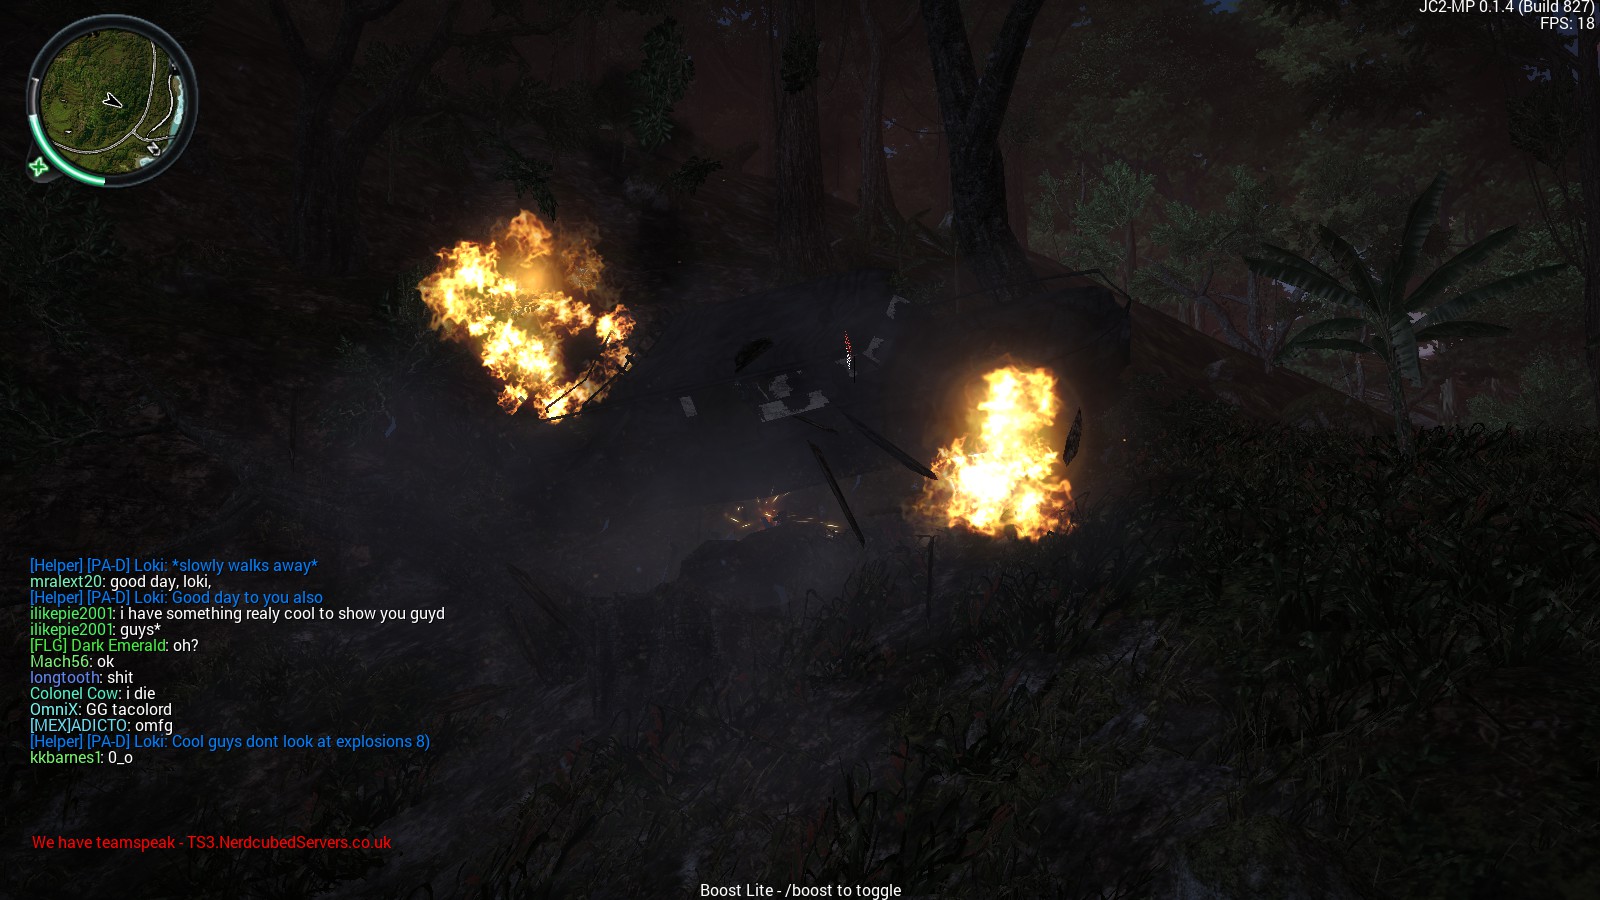 JC2-MP 0.1.4 (Build 827)
FPS: 18
N
[Helper] [PA-D] Loki: *slowly walks away*
mralext20: good day, loki,
[Helper] [PA-D] Loki: Good day to you also
ilikepie2001: i have something realy cool to show you guyd
ilikepie2001: guys*
[FLG] Dark Emerald: oh?
Mach56: ok
longtooth: shit
Colonel Cow: i die
OmniX: GG tacolord
[MEX]ADICTO: omfg
[Helper] [PA-D] Loki: Cool guys dont look at explosions 8)
kkbarnes1: 0_o
We have teamspeak - TS3.NerdcubedServers.co.uk
Boost Lite - /boost to toggle